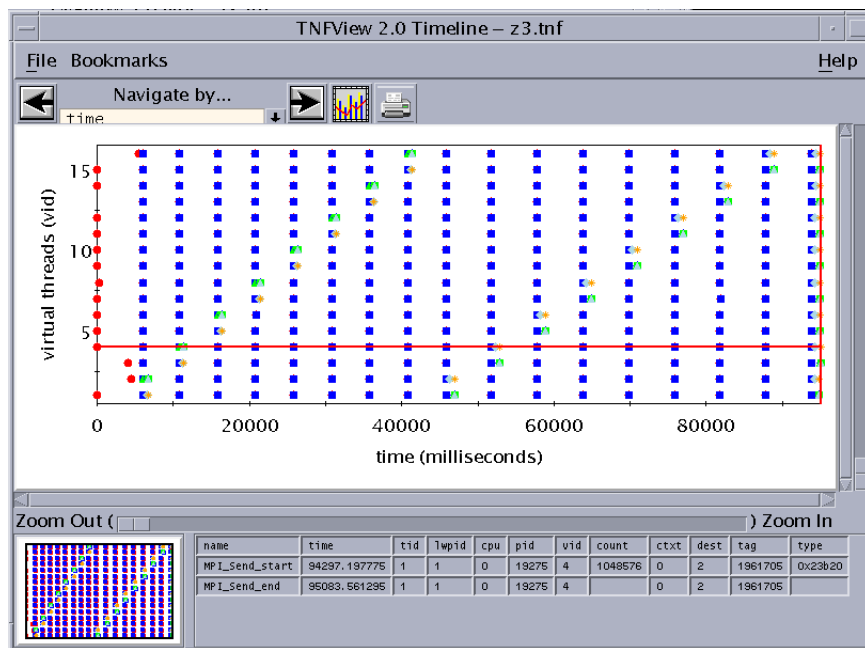 TNFView 2.0 Timeline – z3.tnf
File Bookmarks Help
Navigate by...
time
virtual threads (vid)
15
10
5
0 20000 40000 60000 80000
time (milliseconds)
Zoom Out ( ) Zoom In
name time tid lwpid cpu pid vid count ctxt dest tag type
MPI_Send_start 94297.197775 1 1 0 19275 4 1048576 0 2 1961705 0x23b20
MPI_Send_end 95083.561295 1 1 0 19275 4 2 1961705